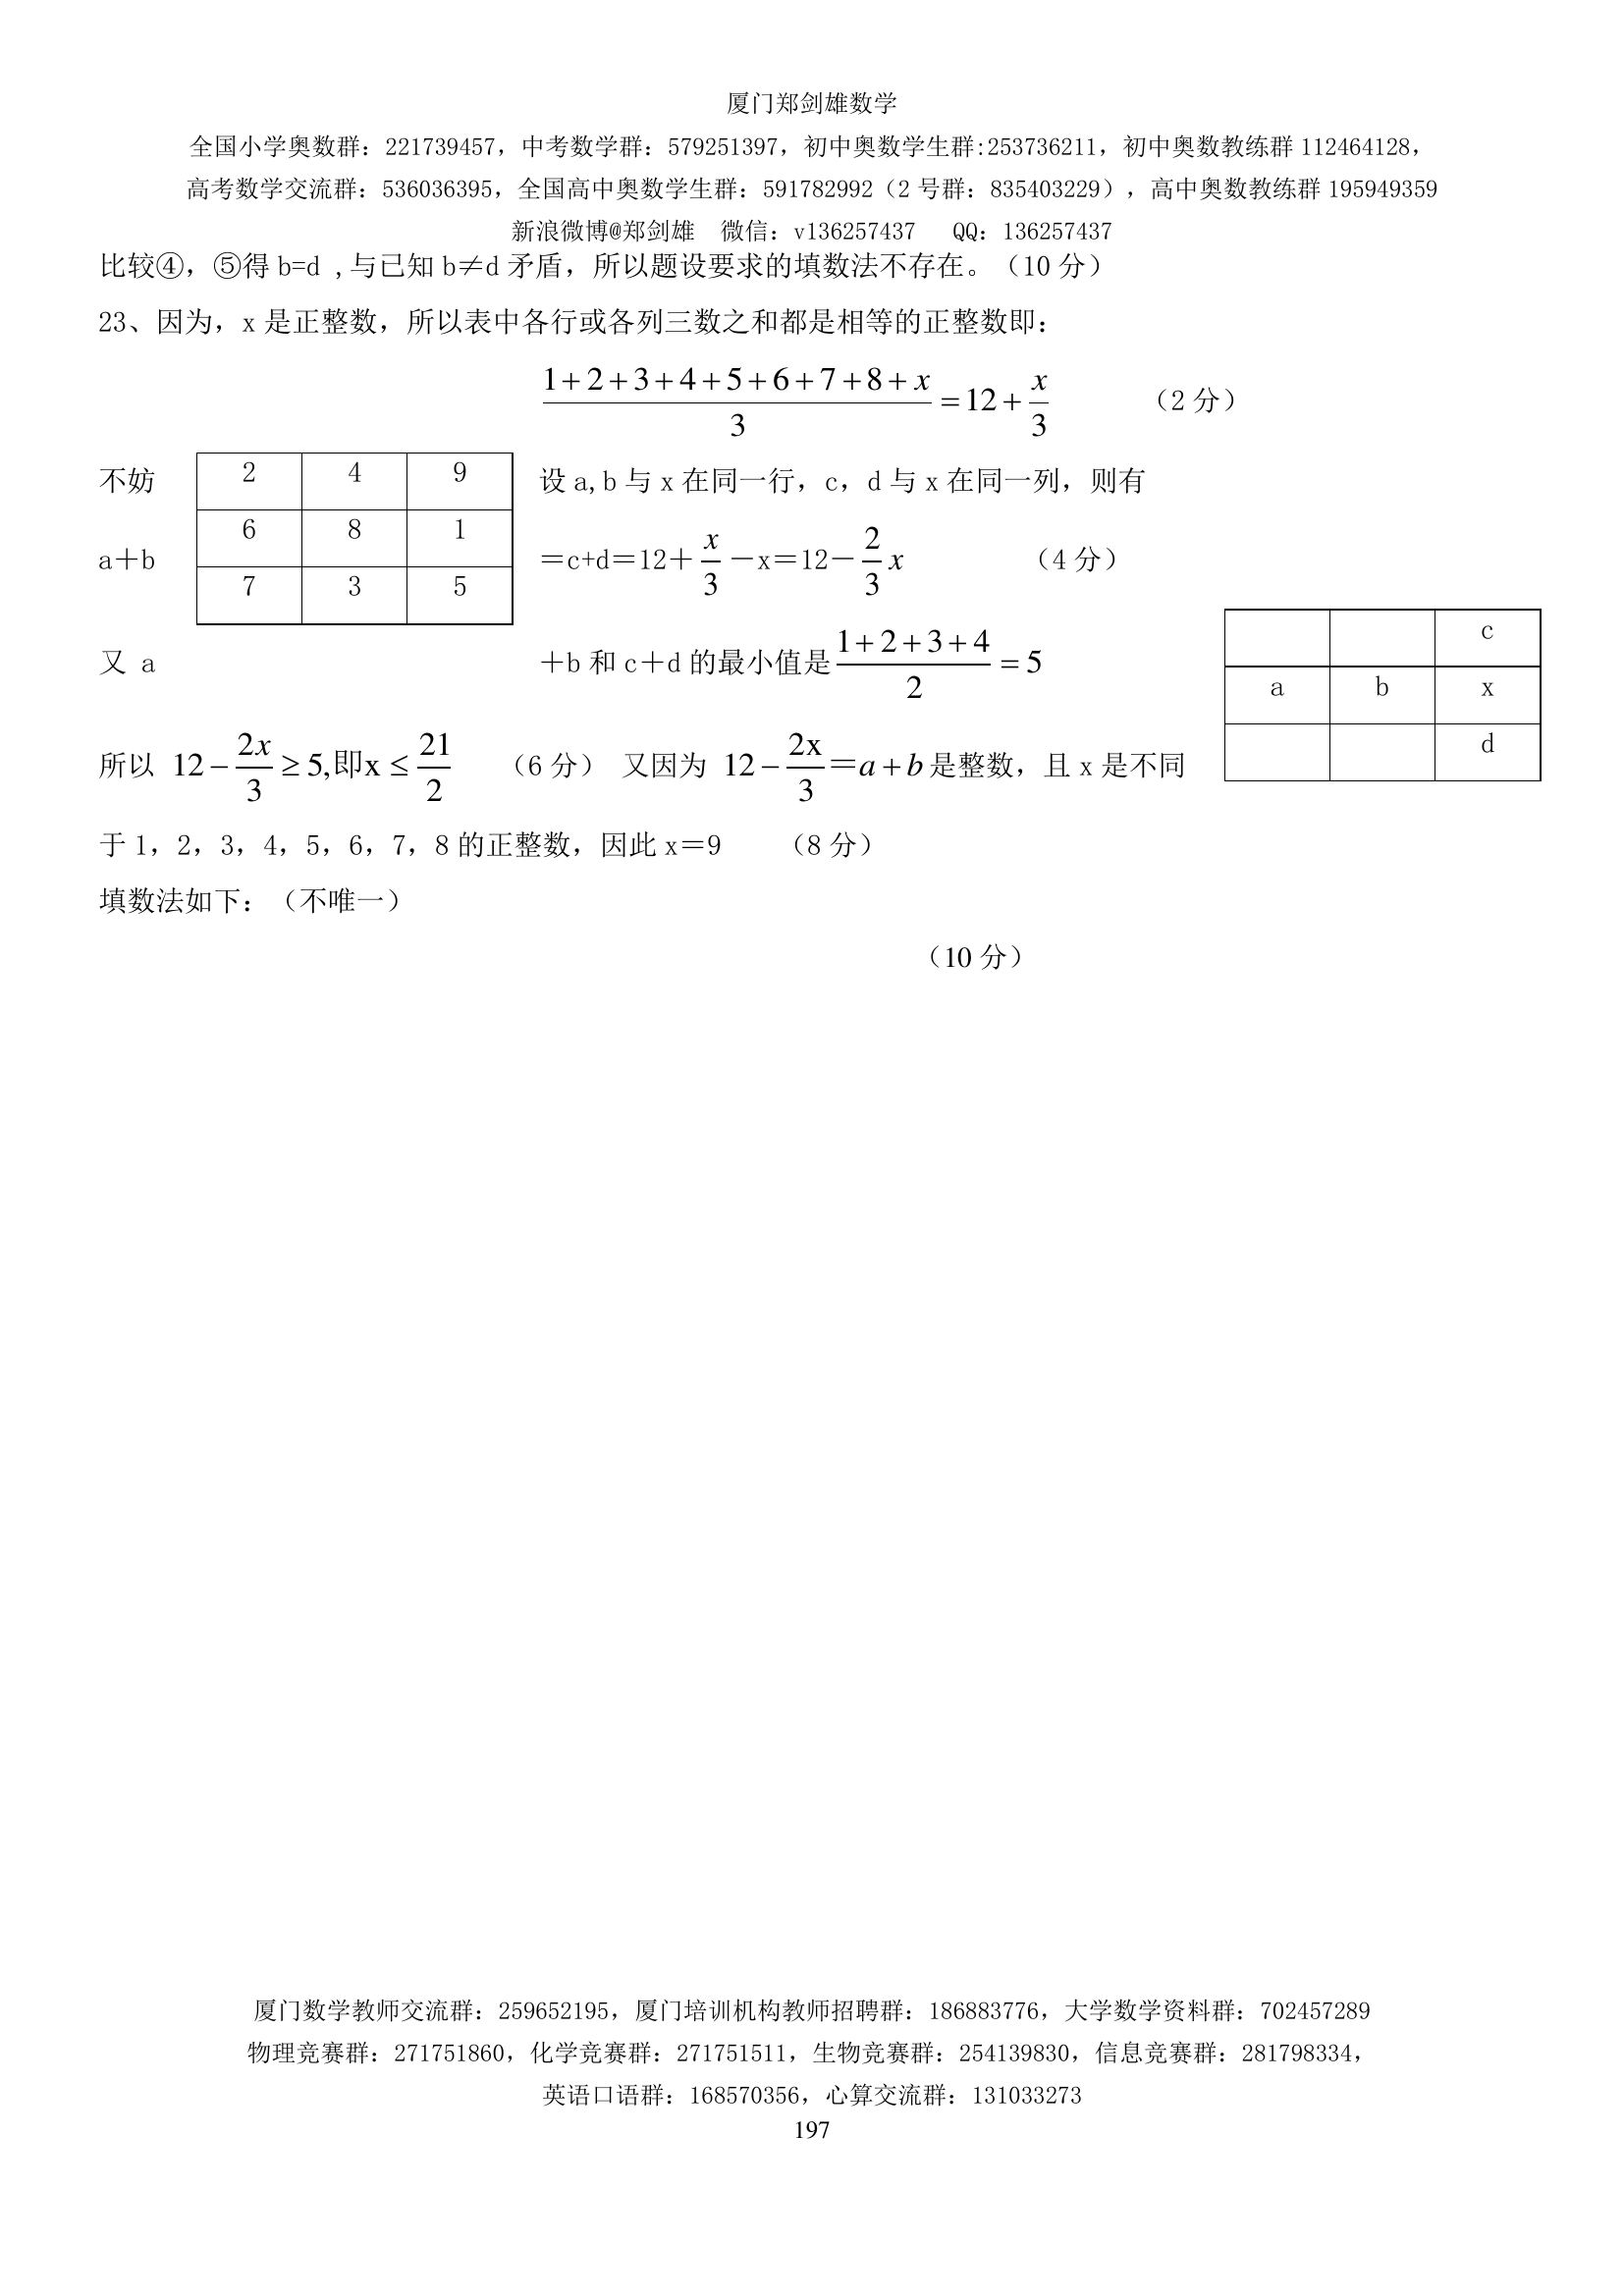 厦门郑剑雄数学
全国小学奥数群：221739457，中考数学群：579251397，初中奥数学生群:253736211，初中奥数教练群 112464128，
高考数学交流群：536036395，全国高中奥数学生群：591782992（2 号群：835403229），高中奥数教练群 195949359
新浪微博@郑剑雄 微信：v136257437 QQ：136257437
比较④，⑤得 b=d ,与已知 b≠d 矛盾，所以题设要求的填数法不存在。（10 分）
23、因为，x 是正整数，所以表中各行或各列三数之和都是相等的正整数即：
\frac{1+2+3+4+5+6+7+8+x}{3}=12+\frac{x}{3} （2 分）
不妨 设 a,b 与 x 在同一行，c，d 与 x 在同一列，则有
2 4 9
6 8 1
7 3 5
a＋b ＝c+d＝12＋\frac{x}{3}－x＝12－\frac{2}{3}x （4 分）
又 a ＋b 和 c＋d 的最小值是\frac{1+2+3+4}{2}=5
c
a b x
d
所以 12-\frac{2x}{3}≥5,即x≤\frac{21}{2} （6 分） 又因为 12-\frac{2x}{3}＝a+b 是整数，且 x 是不同
于 1，2，3，4，5，6，7，8 的正整数，因此 x＝9 （8 分）
填数法如下：（不唯一）
（10 分）
厦门数学教师交流群：259652195，厦门培训机构教师招聘群：186883776，大学数学资料群：702457289
物理竞赛群：271751860，化学竞赛群：271751511，生物竞赛群：254139830，信息竞赛群：281798334，
英语口语群：168570356，心算交流群：131033273
197